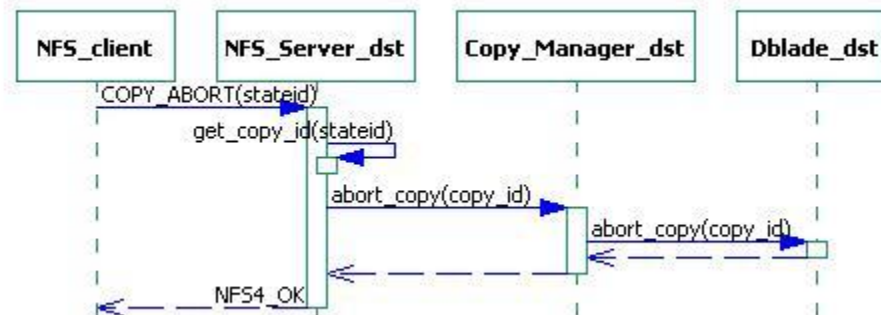 NFS_client
NFS_Server_dst
Copy_Manager_dst
Dblade_dst
COPY_ABORT(stateid)
get_copy_id(stateid)
abort_copy(copy_id)
abort_copy(copy_id)
NFS4_OK